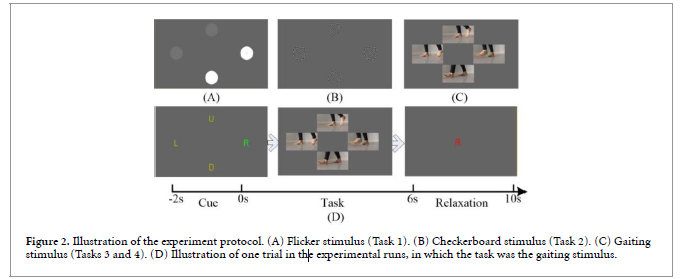 (A)
(B)
(C)
U
L
R
D
R
-2s
Cue
0s
Task
6s
Relaxation
10s
(D)
Figure 2. Illustration of the experiment protocol. (A) Flicker stimulus (Task 1). (B) Checkerboard stimulus (Task 2). (C) Gaiting
stimulus (Tasks 3 and 4). (D) Illustration of one trial in the experimental runs, in which the task was the gaiting stimulus.